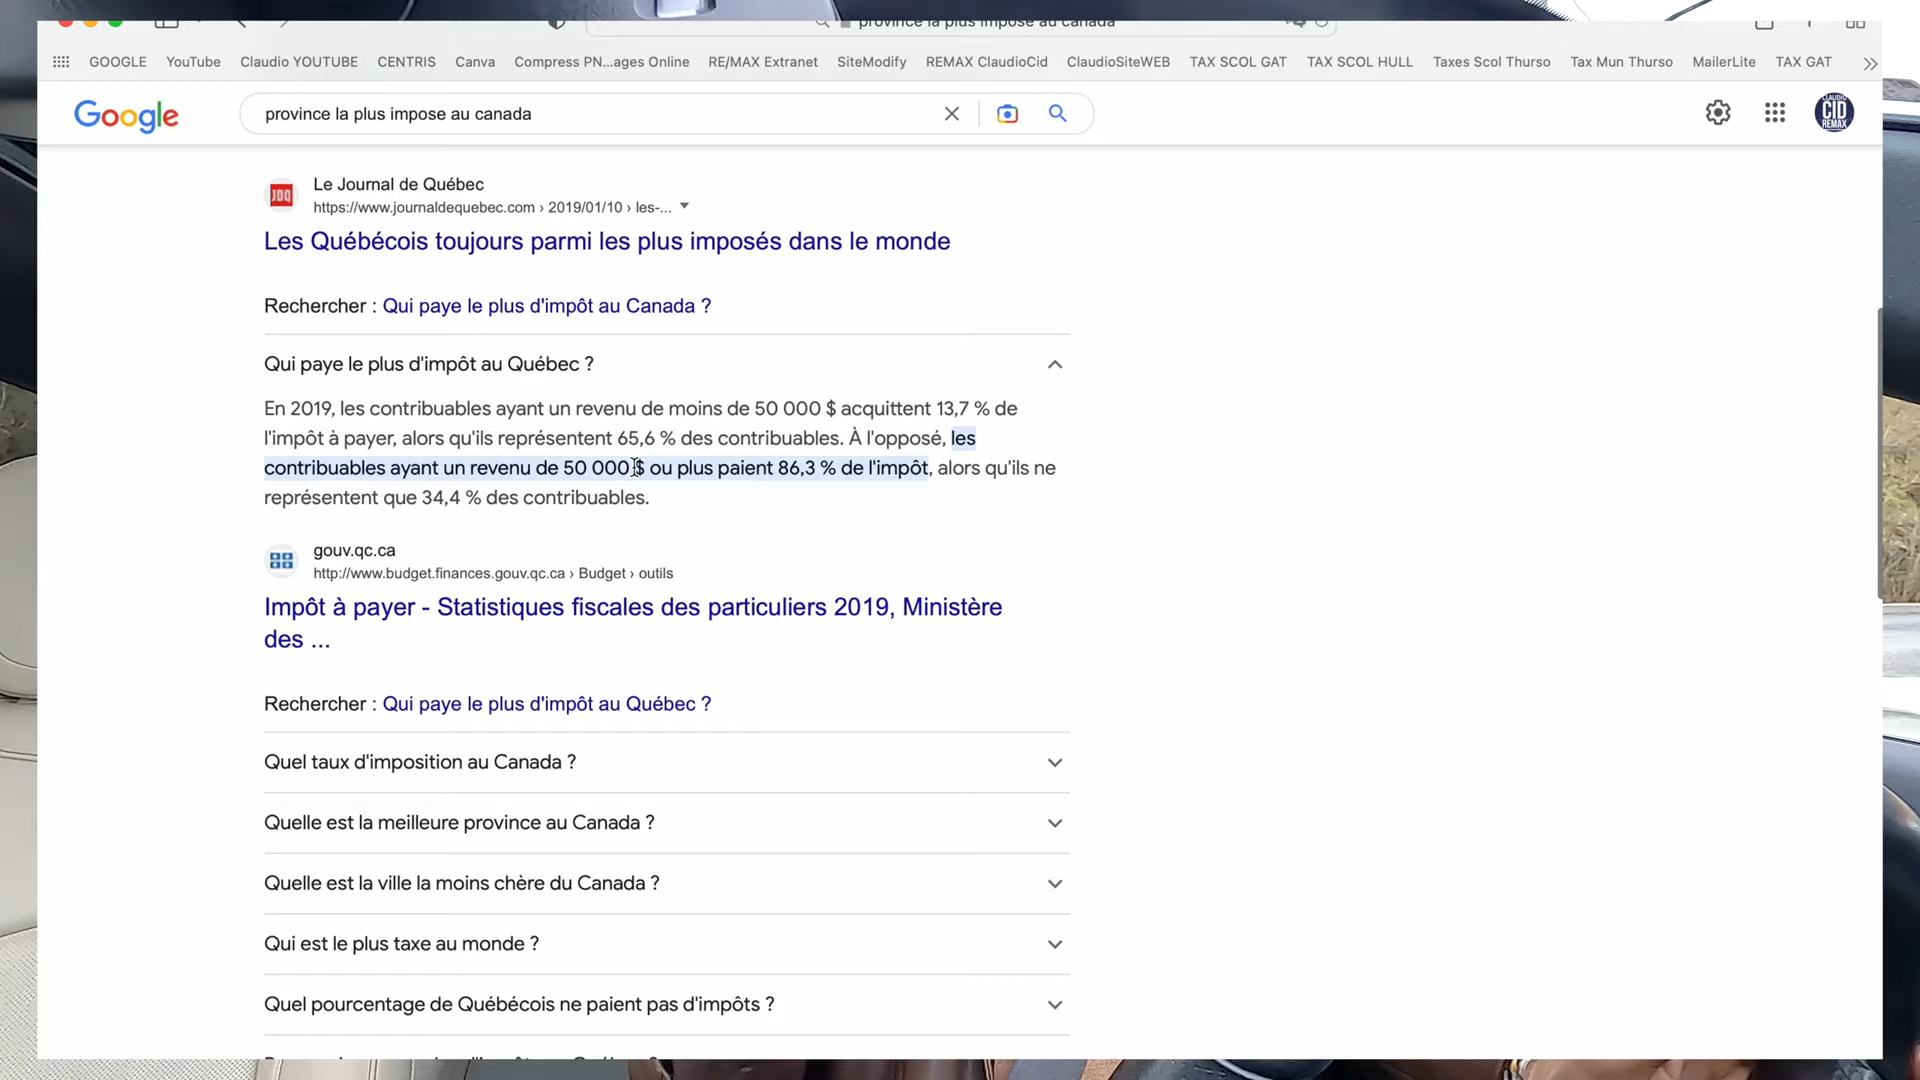 province la plus impose au canada
GOOGLE YouTube Claudio YOUTUBE CENTRIS Canva Compress PN...ages Online RE/MAX Extranet SiteModify REMAX ClaudioCid ClaudioSiteWEB TAX SCOL GAT TAX SCOL HULL Taxes Scol Thurso Tax Mun Thurso MailerLite TAX GAT
Google province la plus impose au canada
CLAUDIO CID REMAX
JDQ
Le Journal de Québec
https://www.journaldequebec.com › 2019/01/10 › les-...
Les Québécois toujours parmi les plus imposés dans le monde
Rechercher : Qui paye le plus d'impôt au Canada ?
Qui paye le plus d'impôt au Québec ?
En 2019, les contribuables ayant un revenu de moins de 50 000 $ acquittent 13,7 % de
l'impôt à payer, alors qu'ils représentent 65,6 % des contribuables. À l'opposé, les
contribuables ayant un revenu de 50 000 $ ou plus paient 86,3 % de l'impôt, alors qu'ils ne
représentent que 34,4 % des contribuables.
gouv.qc.ca
http://www.budget.finances.gouv.qc.ca › Budget › outils
Impôt à payer - Statistiques fiscales des particuliers 2019, Ministère
des ...
Rechercher : Qui paye le plus d'impôt au Québec ?
Quel taux d'imposition au Canada ?
Quelle est la meilleure province au Canada ?
Quelle est la ville la moins chère du Canada ?
Qui est le plus taxe au monde ?
Quel pourcentage de Québécois ne paient pas d'impôts ?